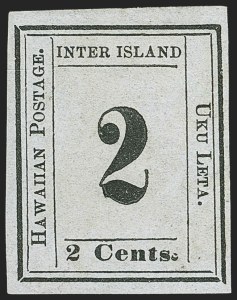 HAWAIIAN POSTAGE.
INTER ISLAND
2
2 Cents.
UKU LETA.